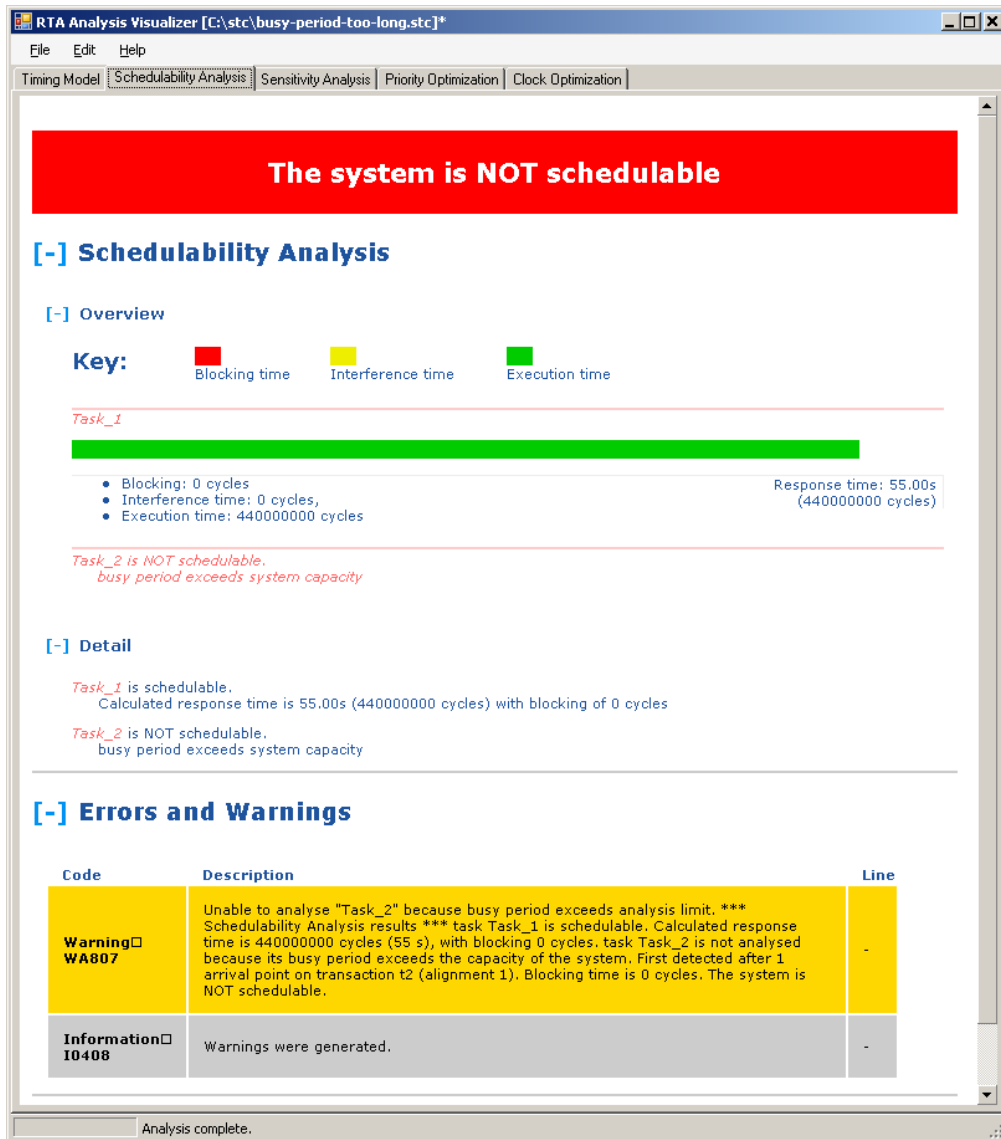 RTA Analysis Visualizer [C:\stc\busy-period-too-long.stc]*
File Edit Help
Timing Model Schedulability Analysis Sensitivity Analysis Priority Optimization Clock Optimization
The system is NOT schedulable
[-] Schedulability Analysis
[-] Overview
Key:
Blocking time Interference time Execution time
Task_1
• Blocking: 0 cycles
• Interference time: 0 cycles,
• Execution time: 440000000 cycles
Response time: 55.00s
(440000000 cycles)
Task_2 is NOT schedulable.
busy period exceeds system capacity
[-] Detail
Task_1 is schedulable.
Calculated response time is 55.00s (440000000 cycles) with blocking of 0 cycles
Task_2 is NOT schedulable.
busy period exceeds system capacity
[-] Errors and Warnings
Code Description Line
Warning□
WA807
Unable to analyse "Task_2" because busy period exceeds analysis limit. ***
Schedulability Analysis results *** task Task_1 is schedulable. Calculated response
time is 440000000 cycles (55 s), with blocking 0 cycles. task Task_2 is not analysed
because its busy period exceeds the capacity of the system. First detected after 1
arrival point on transaction t2 (alignment 1). Blocking time is 0 cycles. The system is
NOT schedulable.
-
Information□
I0408
Warnings were generated.
-
Analysis complete.